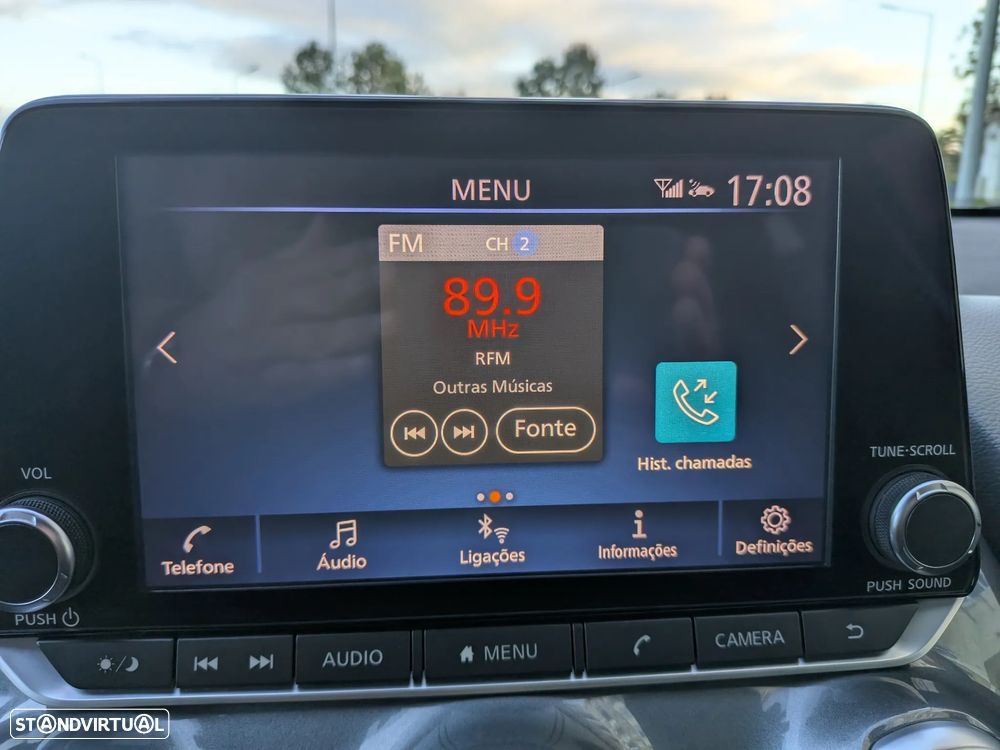 MENU
17:08
FM CH 2
89.9
MHz
RFM
Outras Músicas
Fonte
Hist. chamadas
Telefone
Áudio
Ligações
Informações
Definições
VOL
PUSH
TUNE·SCROLL
PUSH SOUND
AUDIO
MENU
CAMERA
STANDVIRTUAL